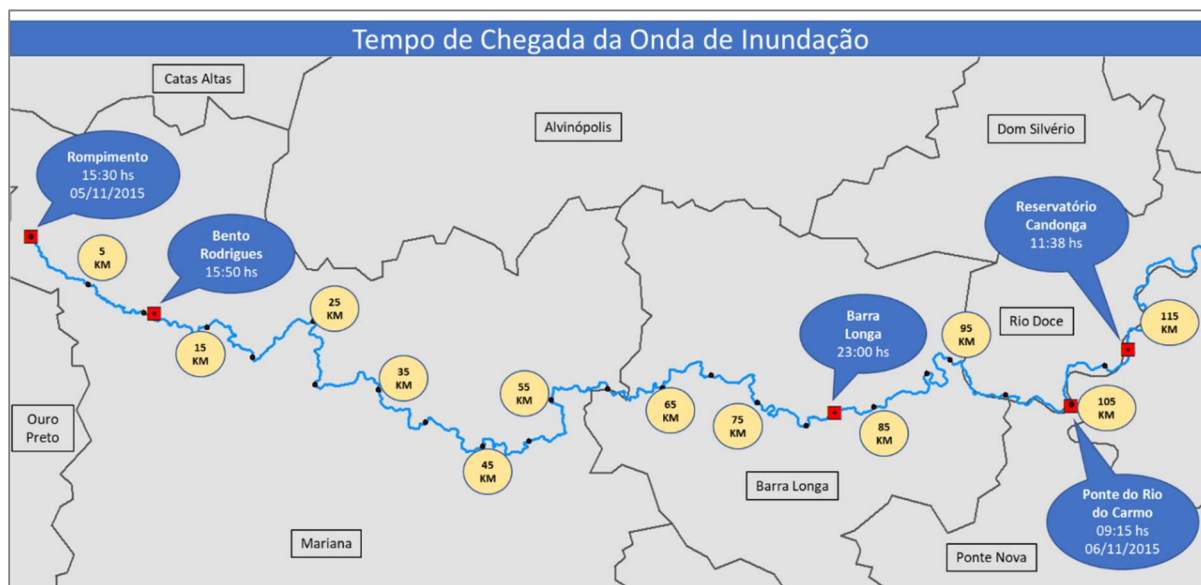 Tempo de Chegada da Onda de Inundação
Catas Altas
Alvinópolis
Dom Silvério
Rompimento
15:30 hs
05/11/2015
Bento
Rodrigues
15:50 hs
Reservatório
Candonga
11:38 hs
5
KM
25
KM
15
KM
35
KM
55
KM
45
KM
65
KM
75
KM
Barra
Longa
23:00 hs
85
KM
95
KM
Rio Doce
115
KM
105
KM
Ouro
Preto
Mariana
Barra Longa
Ponte do Rio
do Carmo
09:15 hs
06/11/2015
Ponte Nova